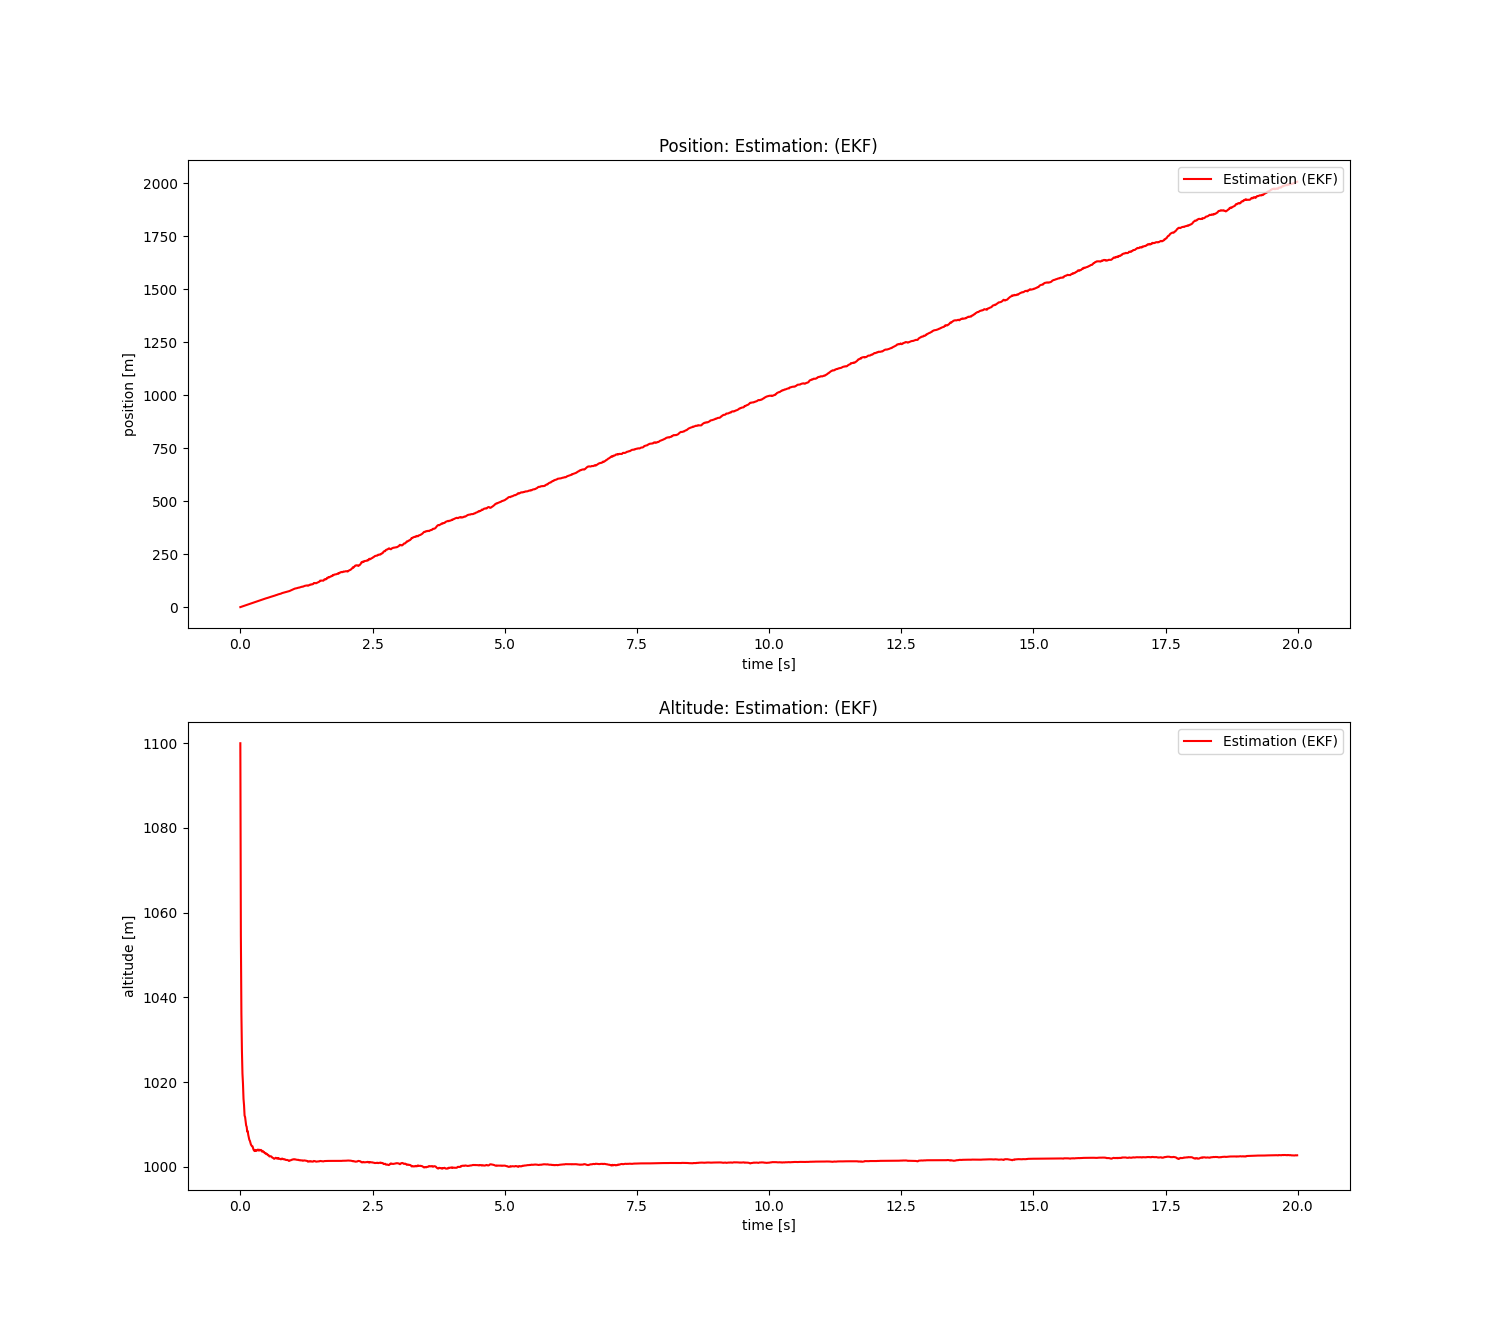 Position: Estimation: (EKF)
Estimation (EKF)
2000
1750
1500
1250
1000
750
500
250
0
position [m]
0.0 2.5 5.0 7.5 10.0 12.5 15.0 17.5 20.0
time [s]
Altitude: Estimation: (EKF)
Estimation (EKF)
1100
1080
1060
1040
1020
1000
altitude [m]
0.0 2.5 5.0 7.5 10.0 12.5 15.0 17.5 20.0
time [s]